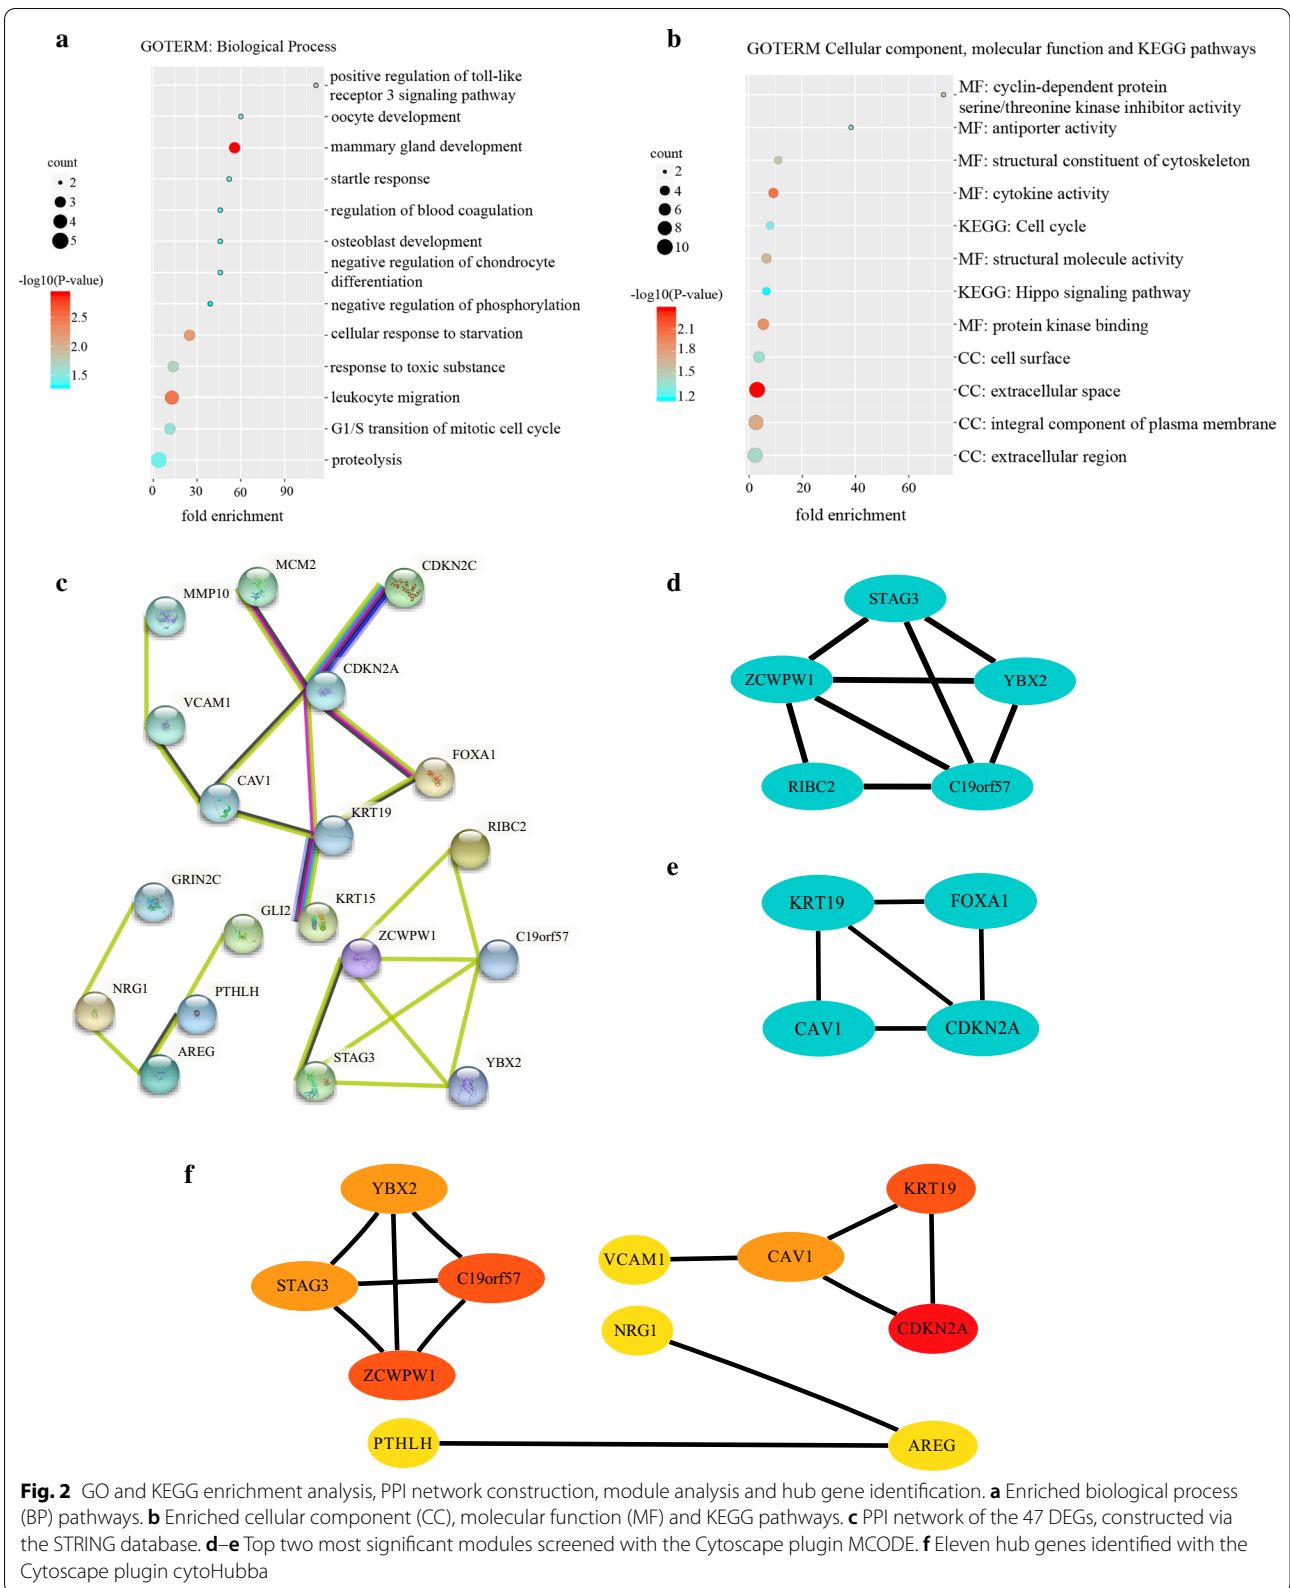 a
GOTERM: Biological Process
positive regulation of toll-like
receptor 3 signaling pathway
oocyte development
mammary gland development
startle response
regulation of blood coagulation
osteoblast development
negative regulation of chondrocyte
differentiation
negative regulation of phosphorylation
cellular response to starvation
response to toxic substance
leukocyte migration
G1/S transition of mitotic cell cycle
proteolysis
count
2
3
4
5
-log10(P-value)
2.5
2.0
1.5
0 30 60 90
fold enrichment
b
GOTERM Cellular component, molecular function and KEGG pathways
MF: cyclin-dependent protein
serine/threonine kinase inhibitor activity
MF: antiporter activity
MF: structural constituent of cytoskeleton
MF: cytokine activity
KEGG: Cell cycle
MF: structural molecule activity
KEGG: Hippo signaling pathway
MF: protein kinase binding
CC: cell surface
CC: extracellular space
CC: integral component of plasma membrane
CC: extracellular region
count
2
4
6
8
10
-log10(P-value)
2.1
1.8
1.5
1.2
0 20 40 60
fold enrichment
c
MCM2
CDKN2C
MMP10
CDKN2A
VCAM1
FOXA1
CAV1
KRT19
RIBC2
GRIN2C
KRT15
GLI2
ZCWPW1
C19orf57
NRG1
PTHLH
AREG
STAG3
YBX2
d
STAG3
ZCWPW1
YBX2
RIBC2
C19orf57
e
KRT19
FOXA1
CAV1
CDKN2A
f
YBX2
STAG3
C19orf57
ZCWPW1
KRT19
VCAM1
CAV1
NRG1
CDKN2A
PTHLH
AREG
Fig. 2 GO and KEGG enrichment analysis, PPI network construction, module analysis and hub gene identification. a Enriched biological process
(BP) pathways. b Enriched cellular component (CC), molecular function (MF) and KEGG pathways. c PPI network of the 47 DEGs, constructed via
the STRING database. d–e Top two most significant modules screened with the Cytoscape plugin MCODE. f Eleven hub genes identified with the
Cytoscape plugin cytoHubba